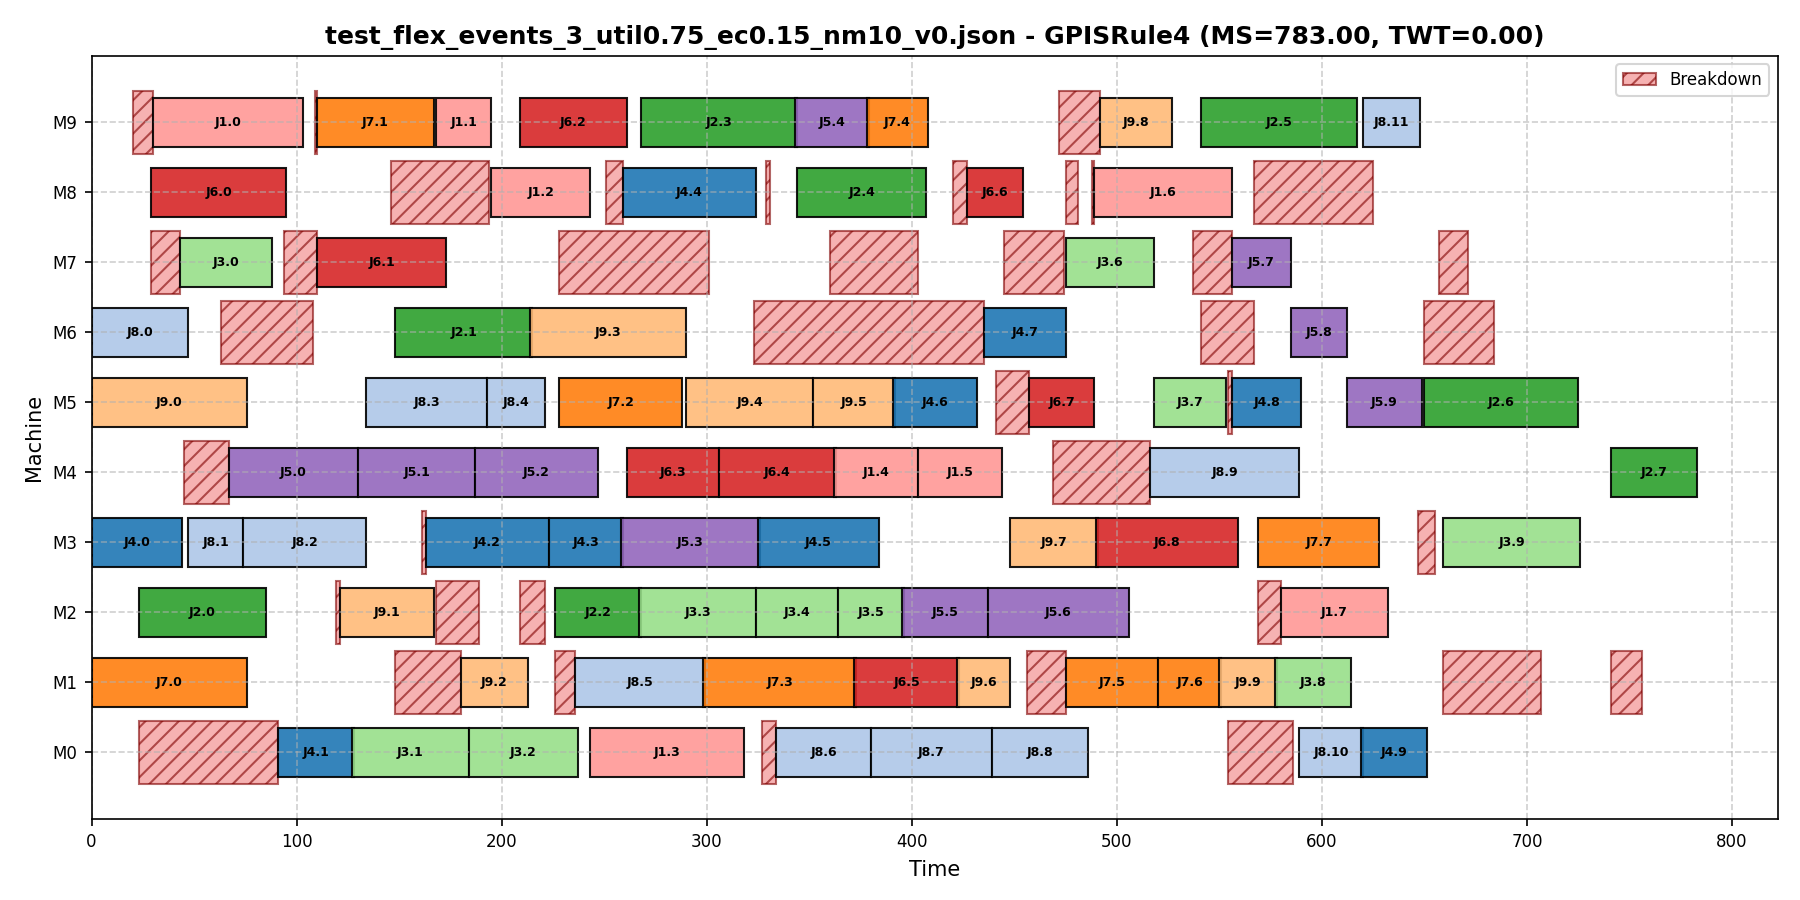 test_flex_events_3_util0.75_ec0.15_nm10_v0.json - GPISRule4 (MS=783.00, TWT=0.00)
Breakdown
M9 J1.0 J7.1 J1.1 J6.2 J2.3 J5.4 J7.4 J9.8 J2.5 J8.11
M8 J6.0 J1.2 J4.4 J2.4 J6.6 J1.6
M7 J3.0 J6.1 J3.6 J5.7
M6 J8.0 J2.1 J9.3 J4.7 J5.8
M5 J9.0 J8.3 J8.4 J7.2 J9.4 J9.5 J4.6 J6.7 J3.7 J4.8 J5.9 J2.6
M4 J5.0 J5.1 J5.2 J6.3 J6.4 J1.4 J1.5 J8.9 J2.7
M3 J4.0 J8.1 J8.2 J4.2 J4.3 J5.3 J4.5 J9.7 J6.8 J7.7 J3.9
M2 J2.0 J9.1 J2.2 J3.3 J3.4 J3.5 J5.5 J5.6 J1.7
M1 J7.0 J9.2 J8.5 J7.3 J6.5 J9.6 J7.5 J7.6 J9.9 J3.8
M0 J4.1 J3.1 J3.2 J1.3 J8.6 J8.7 J8.8 J8.10 J4.9
Machine
0 100 200 300 400 500 600 700 800
Time